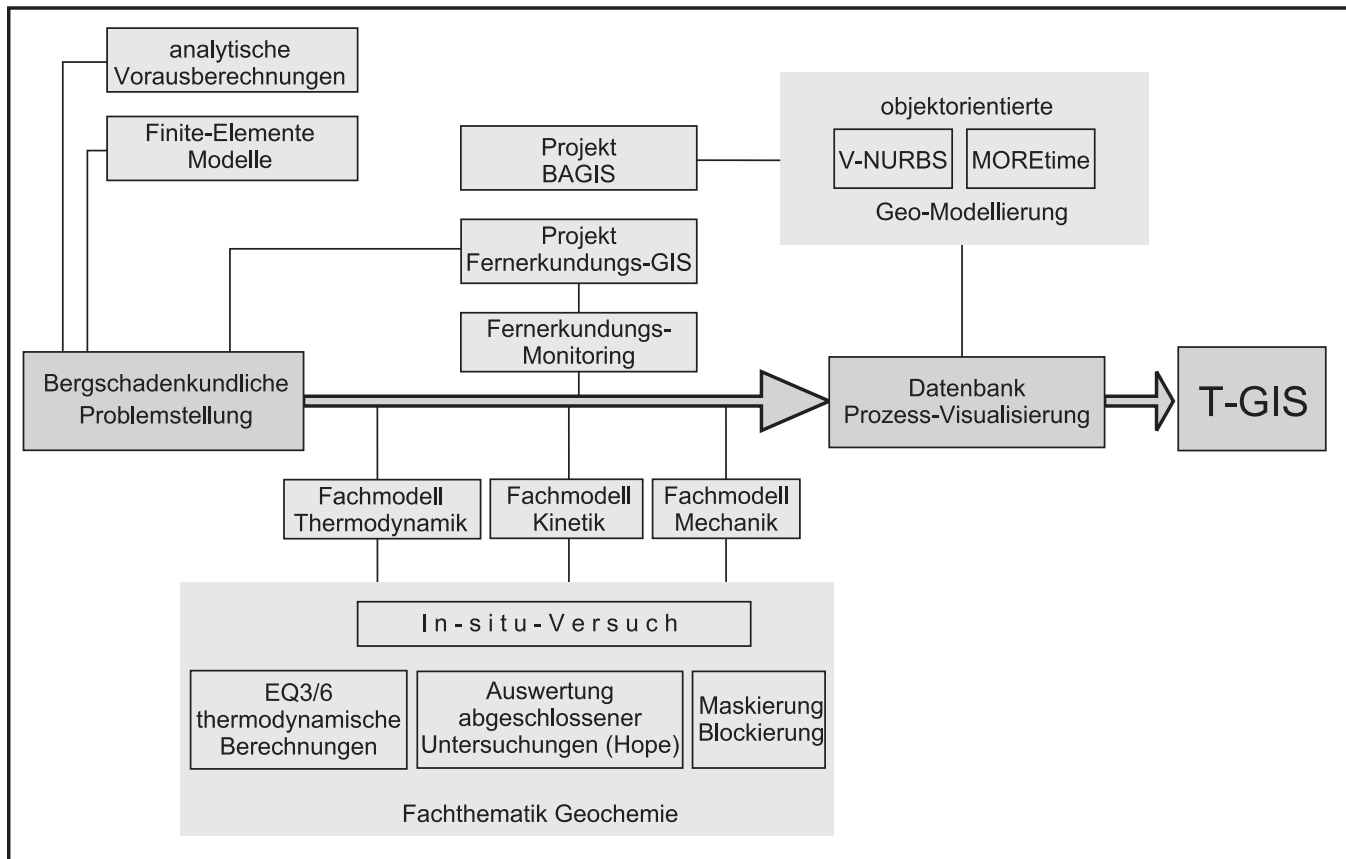 analytische
Vorausberechnungen
Finite-Elemente
Modelle
Projekt
BAGIS
objektorientierte
V-NURBS
MOREtime
Geo-Modellierung
Projekt
Fernerkundungs-GIS
Fernerkundungs-
Monitoring
Bergschadenkundliche
Problemstellung
Datenbank
Prozess-Visualisierung
T-GIS
Fachmodell
Thermodynamik
Fachmodell
Kinetik
Fachmodell
Mechanik
In-situ-Versuch
EQ3/6
thermodynamische
Berechnungen
Auswertung
abgeschlossener
Untersuchungen (Hope)
Maskierung
Blockierung
Fachthematik Geochemie